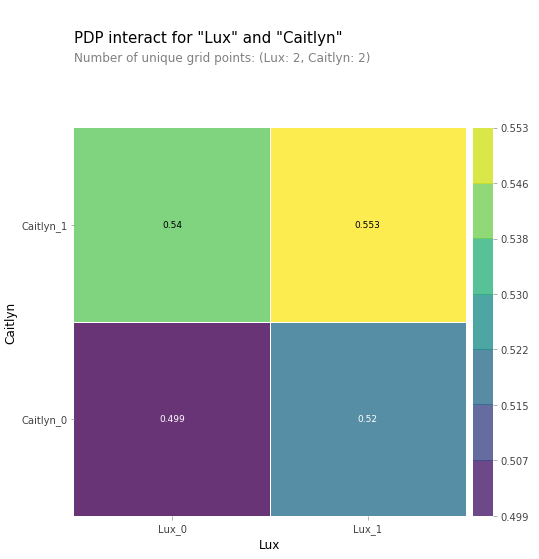 PDP interact for "Lux" and "Caitlyn"
Number of unique grid points: (Lux: 2, Caitlyn: 2)
0.553
0.546
0.538
0.530
0.522
0.515
0.507
0.499
Caitlyn
Caitlyn_1
0.54
0.553
Caitlyn_0
0.499
0.52
Lux_0
Lux_1
Lux